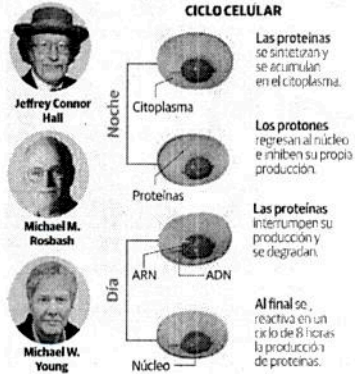 CICLO CELULAR
Jeffrey Connor
Hall
Michael M.
Rosbash
Michael W.
Young
Noche
Citoplasma
Las proteínas
se sintetizan y
se acumulan
en el citoplasma.
Proteínas
Los protones
regresan al núcleo
e inhiben su propia
producción.
Día
ARN
ADN
Las proteínas
interrumpen su
producción y
se degradan.
Núcleo
Al final se
reactiva en un
ciclo de 8 horas
la producción
de proteínas.